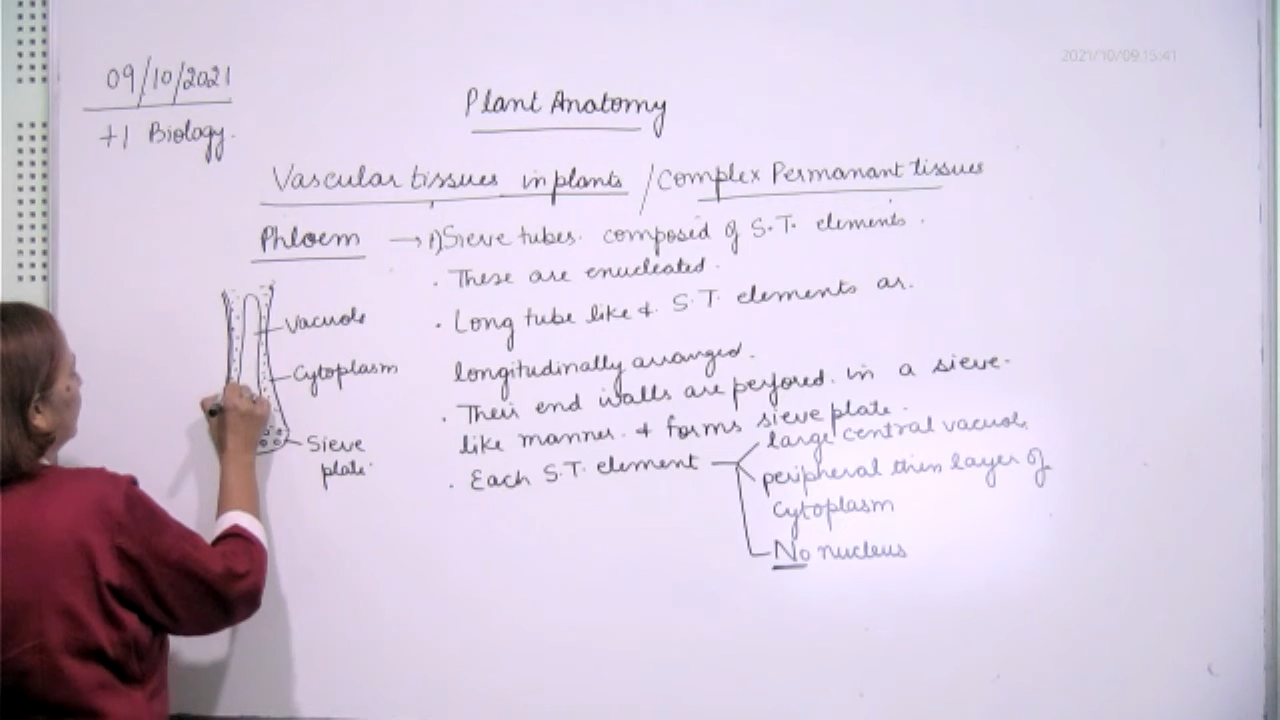 2021/10/09 15:41
09/10/2021
+1 Biology.
Plant Anatomy
Vascular tissues in plants / Complex Permanant tissues
Phloem → 1) Sieve tubes. composed of S.T. elements.
. These are enucleated.
. Long tube like & S.T. elements ar.
longitudinally arranged.
. Their end walls are perfored. in a sieve-
like manner. & forms sieve plate.
. Each S.T. element
large central vacuole
peripheral thin layer of
cytoplasm
No nucleus
Vacuole
Cytoplasm
Sieve
plate.